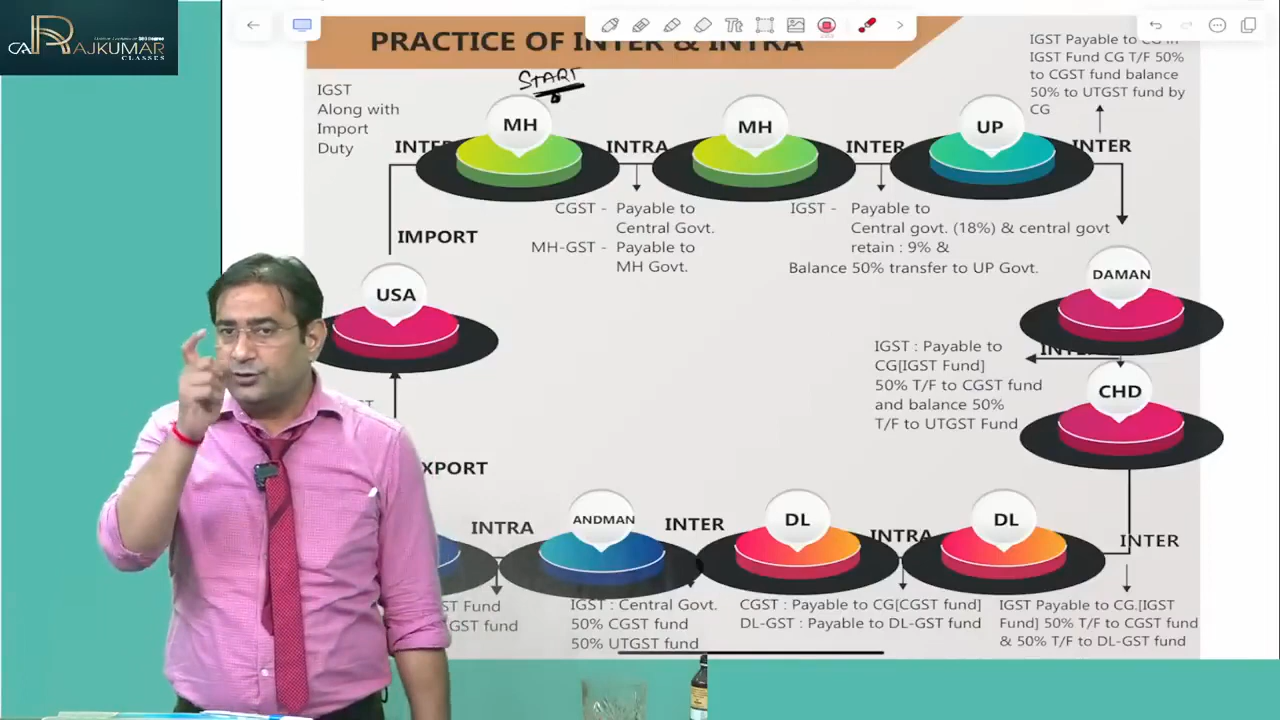 CA RAJKUMAR
CLASSES
PRACTICE OF INTER & INTRA
START
IGST Payable to CG in
IGST Fund CG T/F 50%
to CGST fund balance
50% to UTGST fund by
CG
IGST
Along with
Import
Duty
INTER
MH
INTRA
MH
INTER
UP
INTER
CGST - Payable to
Central Govt.
MH-GST - Payable to
MH Govt.
IGST - Payable to
Central govt. (18%) & central govt
retain : 9% &
Balance 50% transfer to UP Govt.
IMPORT
USA
DAMAN
IGST : Payable to
CG[IGST Fund]
50% T/F to CGST fund
and balance 50%
T/F to UTGST Fund
CHD
XPORT
INTRA
ANDMAN
INTER
DL
INTRA
DL
INTER
ST Fund
GST fund
IGST : Central Govt.
50% CGST fund
50% UTGST fund
CGST : Payable to CG[CGST fund]
DL-GST : Payable to DL-GST fund
IGST Payable to CG.[IGST
Fund] 50% T/F to CGST fund
& 50% T/F to DL-GST fund